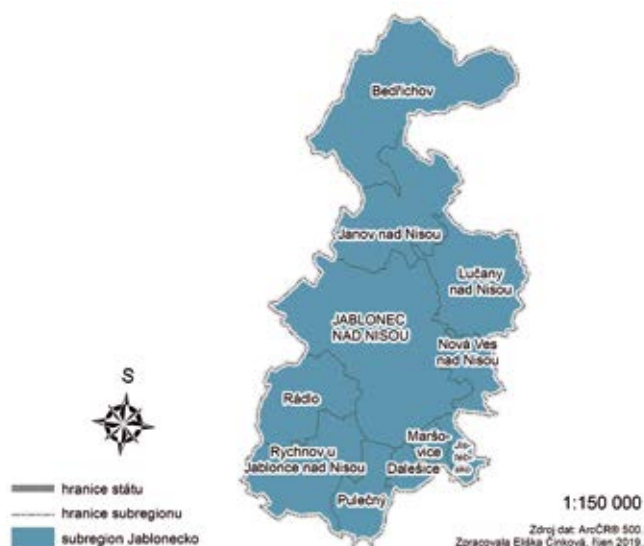 Bedřichov
Janov nad Nisou
Lučany
nad Nisou
JABLONEC
NAD NISOU
Nová Ves
nad Nisou
S
Rádlo
Maršo-
vice
Rychnov u
Jablonce nad Nisou
Dalešice
Pulečný
hranice státu
hranice subregionu
subregion Jablonecko
1:150 000
Zdroj dat: ArcČR® 500
Zpracovala Eliška Činková, říjen 2019